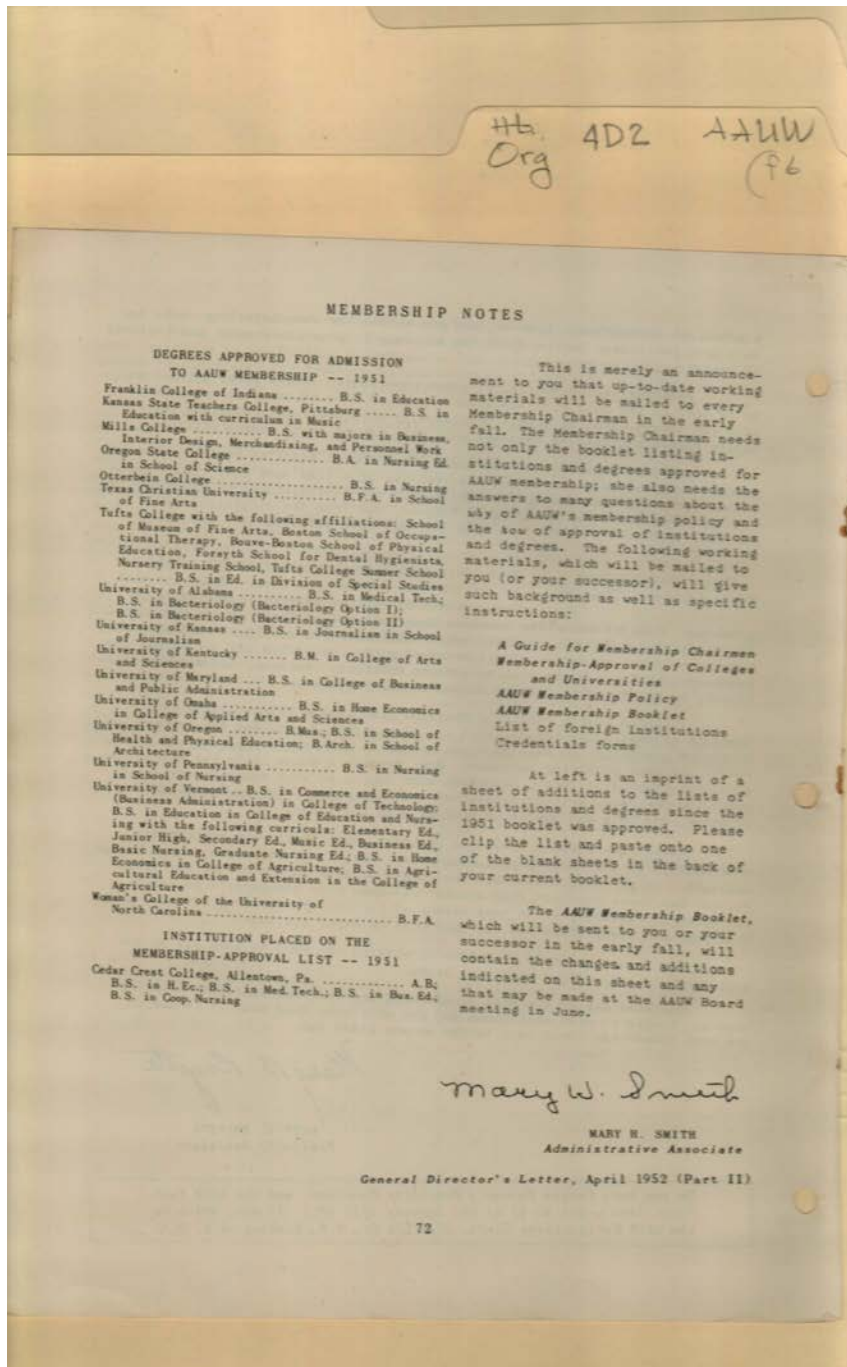 Hb. 4D2 AAUW
Org (f6
MEMBERSHIP NOTES
DEGREES APPROVED FOR ADMISSION
TO AAUW MEMBERSHIP -- 1951
Franklin College of Indiana ........ B.S. in Education
Kansas State Teachers College, Pittsburg ..... B.S. in
Education with curriculum in Music
Mills College .......... B.S. with majors in Business,
Interior Design, Merchandising, and Personnel Work
Oregon State College ............ B.A. in Nursing Ed.
in School of Science
Otterbein College ..................... B.S. in Nursing
Texas Christian University .......... B.F.A. in School
of Fine Arts
Tufts College with the following affiliations: School
of Museum of Fine Arts, Boston School of Occupa-
tional Therapy, Bouve-Boston School of Physical
Education, Forsyth School for Dental Hygienists,
Nursery Training School, Tufts College Summer School
........ B.S. in Ed. in Division of Special Studies
University of Alabama .......... B.S. in Medical Tech.;
B.S. in Bacteriology (Bacteriology Option I);
B.S. in Bacteriology (Bacteriology Option II)
University of Kansas .... B.S. in Journalism in School
of Journalism
University of Kentucky ....... B.M. in College of Arts
and Sciences
University of Maryland ... B.S. in College of Business
and Public Administration
University of Omaha ........... B.S. in Home Economics
in College of Applied Arts and Sciences
University of Oregon ........ B.Mus.; B.S. in School of
Health and Physical Education; B.Arch. in School of
Architecture
University of Pennsylvania ........... B.S. in Nursing
in School of Nursing
University of Vermont .. B.S. in Commerce and Economics
(Business Administration) in College of Technology;
B.S. in Education in College of Education and Nurs-
ing with the following curricula: Elementary Ed.,
Junior High, Secondary Ed., Music Ed., Business Ed.,
Basic Nursing, Graduate Nursing Ed.; B.S. in Home
Economics in College of Agriculture; B.S. in Agri-
cultural Education and Extension in the College of
Agriculture
Woman's College of the University of
North Carolina ............................. B.F.A.
INSTITUTION PLACED ON THE
MEMBERSHIP-APPROVAL LIST -- 1951
Cedar Crest College, Allentown, Pa. ............. A.B.;
B.S. in H.Ec.; B.S. in Med.Tech.; B.S. in Bus.Ed.,
B.S. in Coop. Nursing
This is merely an announce-
ment to you that up-to-date working
materials will be mailed to every
Membership Chairman in the early
fall. The Membership Chairman needs
not only the booklet listing in-
stitutions and degrees approved for
AAUW membership; she also needs the
answers to many questions about the
why of AAUW's membership policy and
the how of approval of institutions
and degrees. The following working
materials, which will be mailed to
you (or your successor), will give
such background as well as specific
instructions:
A Guide for Membership Chairmen
Membership-Approval of Colleges
and Universities
AAUW Membership Policy
AAUW Membership Booklet
List of foreign institutions
Credentials forms
At left is an imprint of a
sheet of additions to the lists of
institutions and degrees since the
1951 booklet was approved. Please
clip the list and paste onto one
of the blank sheets in the back of
your current booklet.
The AAUW Membership Booklet,
which will be sent to you or your
successor in the early fall, will
contain the changes and additions
indicated on this sheet and any
that may be made at the AAUW Board
meeting in June.
Mary W. Smith
MARY H. SMITH
Administrative Associate
General Director's Letter, April 1952 (Part II)
72